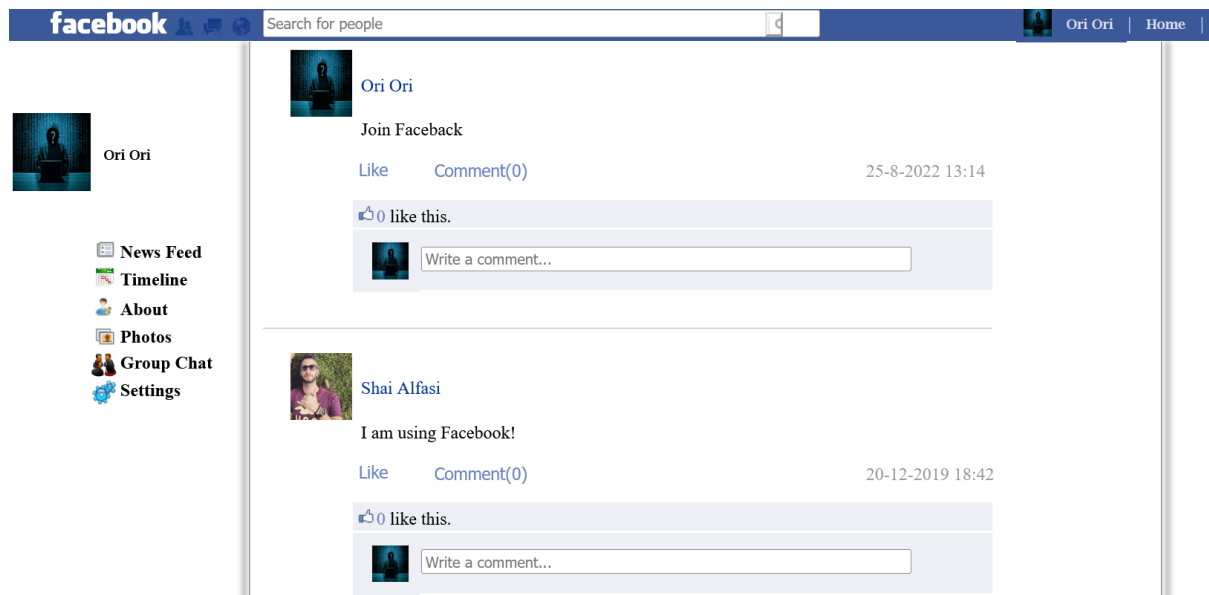 facebook
Search for people
Ori Ori | Home |
Ori Ori
News Feed
Timeline
About
Photos
Group Chat
Settings
Ori Ori
Join Faceback
Like Comment(0) 25-8-2022 13:14
0 like this.
Write a comment...
Shai Alfasi
I am using Facebook!
Like Comment(0) 20-12-2019 18:42
0 like this.
Write a comment...